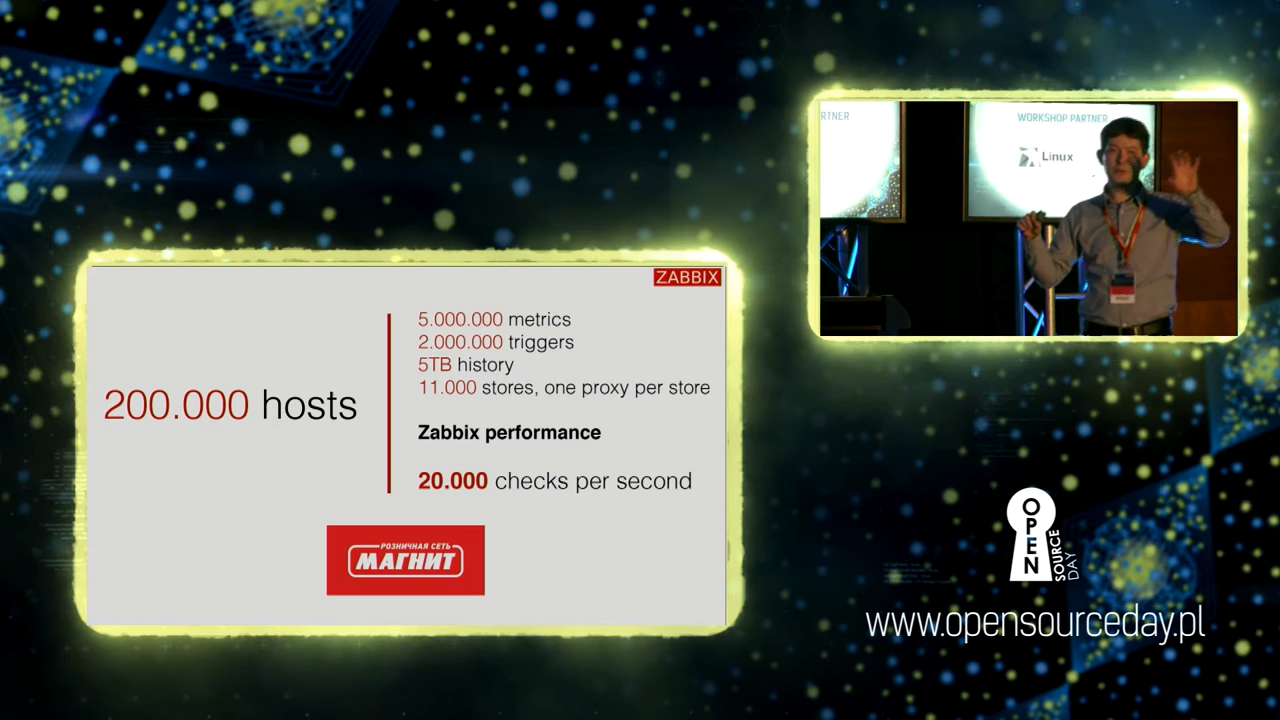 ZABBIX
200.000 hosts
5.000.000 metrics
2.000.000 triggers
5TB history
11.000 stores, one proxy per store
Zabbix performance
20.000 checks per second
РОЗНИЧНАЯ СЕТЬ
МАГНИТ
RTNER
WORKSHOP PARTNER
Linux
OPEN
SOURCE
DAY
www.opensourceday.pl